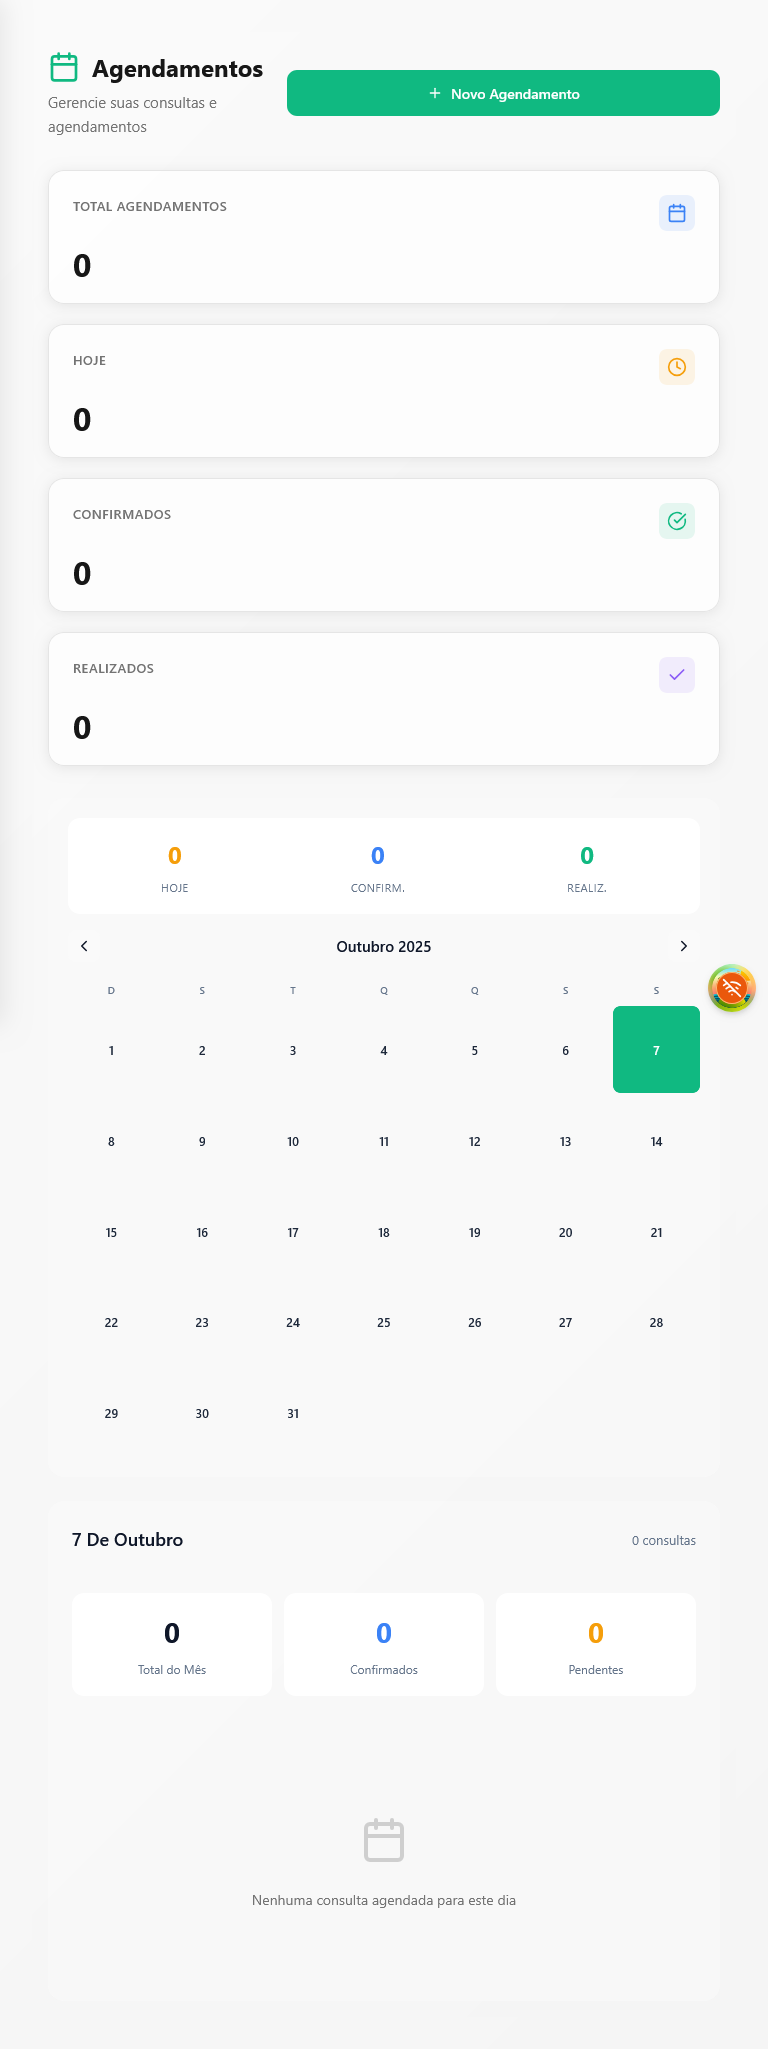 Agendamentos
Gerencie suas consultas e
agendamentos
Novo Agendamento
TOTAL AGENDAMENTOS
0
HOJE
0
CONFIRMADOS
0
REALIZADOS
0
0 0 0
HOJE CONFIRM. REALIZ.
Outubro 2025
D S T Q Q S S
1 2 3 4 5 6 7
8 9 10 11 12 13 14
15 16 17 18 19 20 21
22 23 24 25 26 27 28
29 30 31
7 De Outubro 0 consultas
0 0 0
Total do Mês Confirmados Pendentes
Nenhuma consulta agendada para este dia